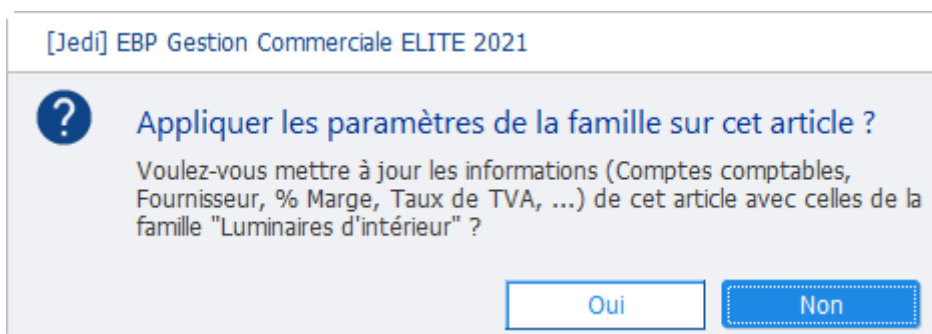 [Jedi] EBP Gestion Commerciale ELITE 2021
?
Appliquer les paramètres de la famille sur cet article ?
Voulez-vous mettre à jour les informations (Comptes comptables,
Fournisseur, % Marge, Taux de TVA, ...) de cet article avec celles de la
famille "Luminaires d'intérieur" ?
Oui
Non